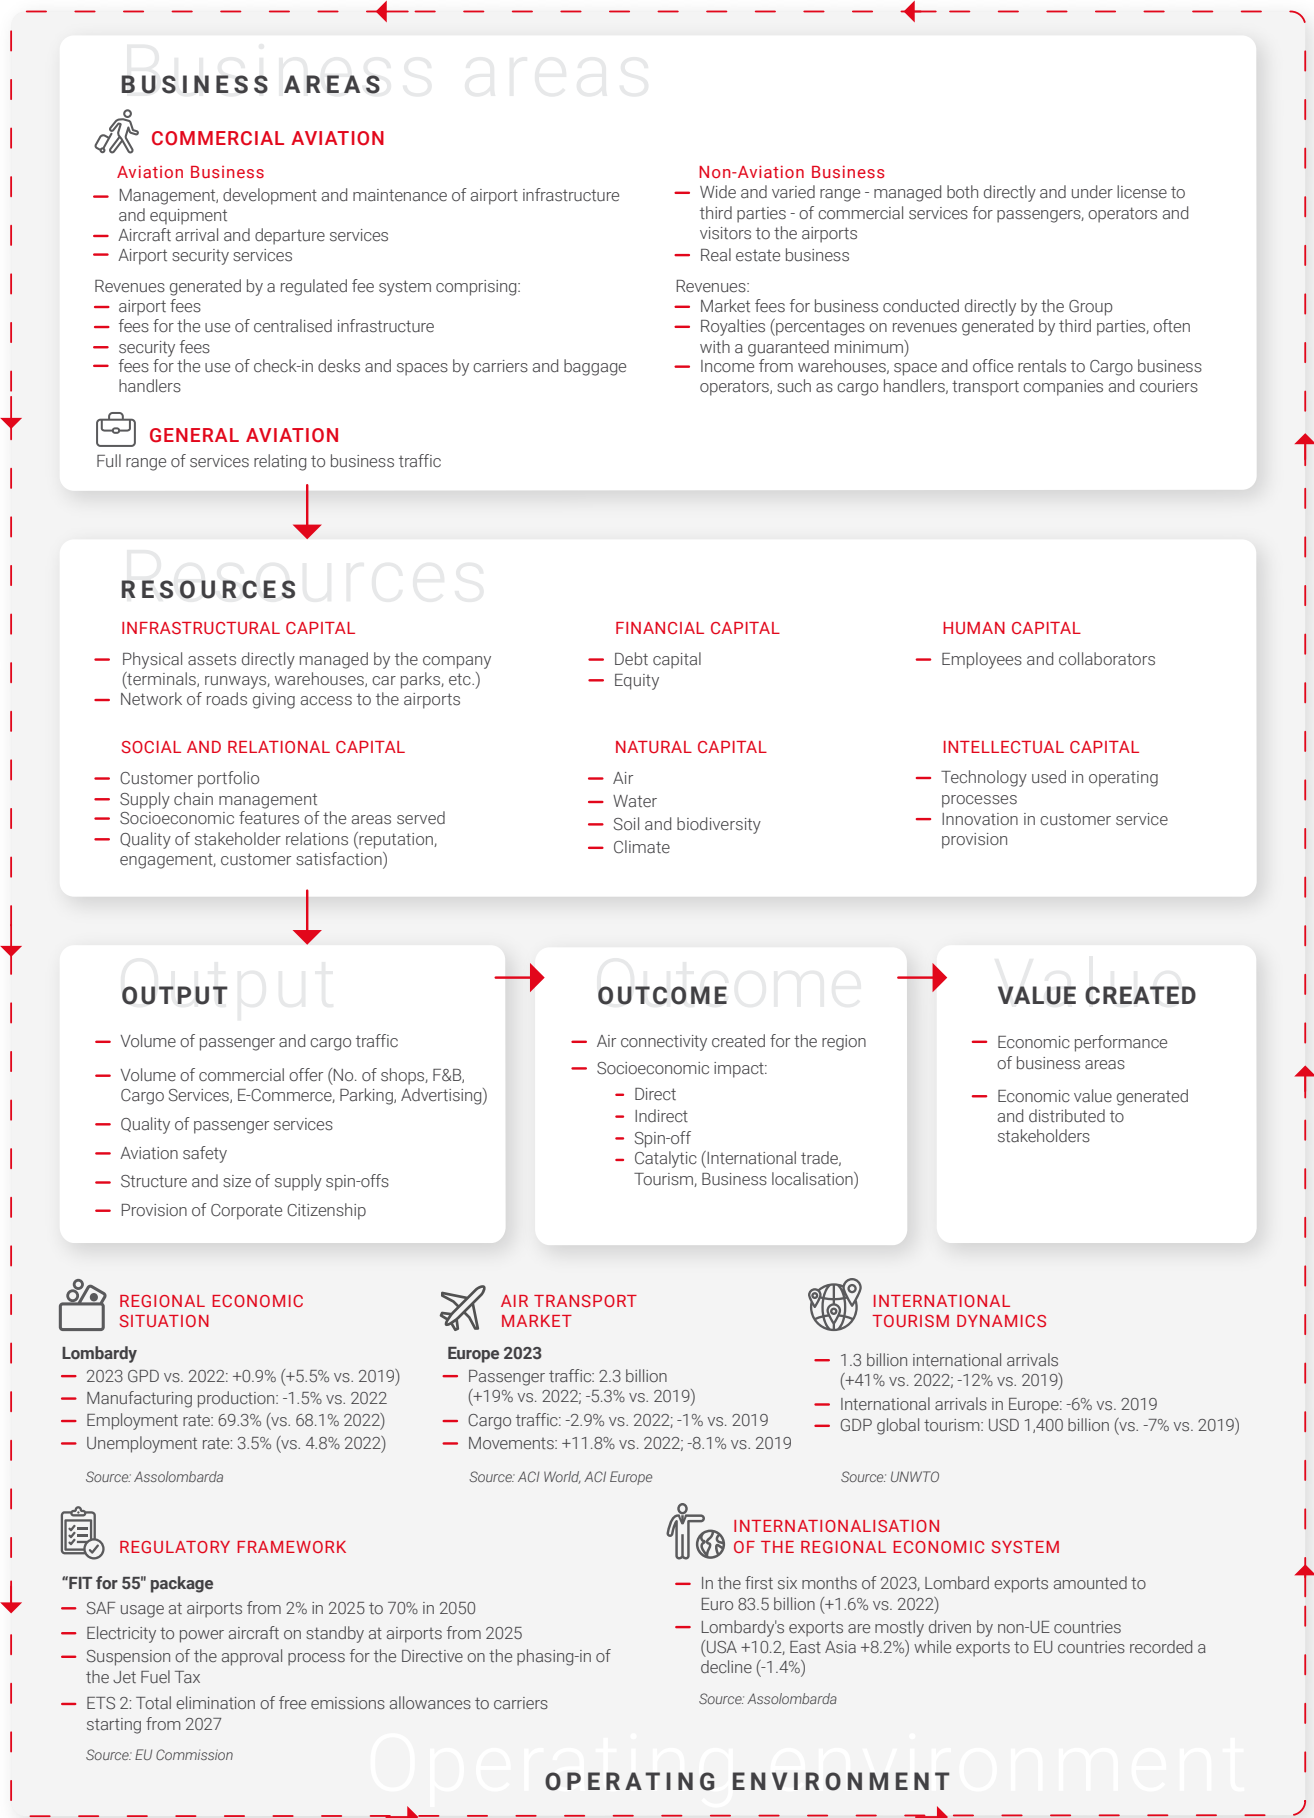 Business areas
BUSINESS AREAS
COMMERCIAL AVIATION
Aviation Business
Management, development and maintenance of airport infrastructure
and equipment
Aircraft arrival and departure services
Airport security services
Revenues generated by a regulated fee system comprising:
airport fees
fees for the use of centralised infrastructure
security fees
fees for the use of check-in desks and spaces by carriers and baggage
handlers
Non-Aviation Business
Wide and varied range - managed both directly and under license to
third parties - of commercial services for passengers, operators and
visitors to the airports
Real estate business
Revenues:
Market fees for business conducted directly by the Group
Royalties (percentages on revenues generated by third parties, often
with a guaranteed minimum)
Income from warehouses, space and office rentals to Cargo business
operators, such as cargo handlers, transport companies and couriers
GENERAL AVIATION
Full range of services relating to business traffic
Resources
RESOURCES
INFRASTRUCTURAL CAPITAL
Physical assets directly managed by the company
(terminals, runways, warehouses, car parks, etc.)
Network of roads giving access to the airports
FINANCIAL CAPITAL
Debt capital
Equity
HUMAN CAPITAL
Employees and collaborators
SOCIAL AND RELATIONAL CAPITAL
Customer portfolio
Supply chain management
Socioeconomic features of the areas served
Quality of stakeholder relations (reputation,
engagement, customer satisfaction)
NATURAL CAPITAL
Air
Water
Soil and biodiversity
Climate
INTELLECTUAL CAPITAL
Technology used in operating
processes
Innovation in customer service
provision
Output
OUTPUT
Volume of passenger and cargo traffic
Volume of commercial offer (No. of shops, F&B,
Cargo Services, E-Commerce, Parking, Advertising)
Quality of passenger services
Aviation safety
Structure and size of supply spin-offs
Provision of Corporate Citizenship
Outcome
OUTCOME
Air connectivity created for the region
Socioeconomic impact:
Direct
Indirect
Spin-off
Catalytic (International trade,
Tourism, Business localisation)
Value
VALUE CREATED
Economic performance
of business areas
Economic value generated
and distributed to
stakeholders
REGIONAL ECONOMIC
SITUATION
Lombardy
2023 GPD vs. 2022: +0.9% (+5.5% vs. 2019)
Manufacturing production: -1.5% vs. 2022
Employment rate: 69.3% (vs. 68.1% 2022)
Unemployment rate: 3.5% (vs. 4.8% 2022)
Source: Assolombarda
AIR TRANSPORT
MARKET
Europe 2023
Passenger traffic: 2.3 billion
(+19% vs. 2022; -5.3% vs. 2019)
Cargo traffic: -2.9% vs. 2022; -1% vs. 2019
Movements: +11.8% vs. 2022; -8.1% vs. 2019
Source: ACI World, ACI Europe
INTERNATIONAL
TOURISM DYNAMICS
1.3 billion international arrivals
(+41% vs. 2022; -12% vs. 2019)
International arrivals in Europe: -6% vs. 2019
GDP global tourism: USD 1,400 billion (vs. -7% vs. 2019)
Source: UNWTO
REGULATORY FRAMEWORK
“FIT for 55" package
SAF usage at airports from 2% in 2025 to 70% in 2050
Electricity to power aircraft on standby at airports from 2025
Suspension of the approval process for the Directive on the phasing-in of
the Jet Fuel Tax
ETS 2: Total elimination of free emissions allowances to carriers
starting from 2027
Source: EU Commission
INTERNATIONALISATION
OF THE REGIONAL ECONOMIC SYSTEM
In the first six months of 2023, Lombard exports amounted to
Euro 83.5 billion (+1.6% vs. 2022)
Lombardy's exports are mostly driven by non-UE countries
(USA +10.2, East Asia +8.2%) while exports to EU countries recorded a
decline (-1.4%)
Source: Assolombarda
Operating environment
OPERATING ENVIRONMENT